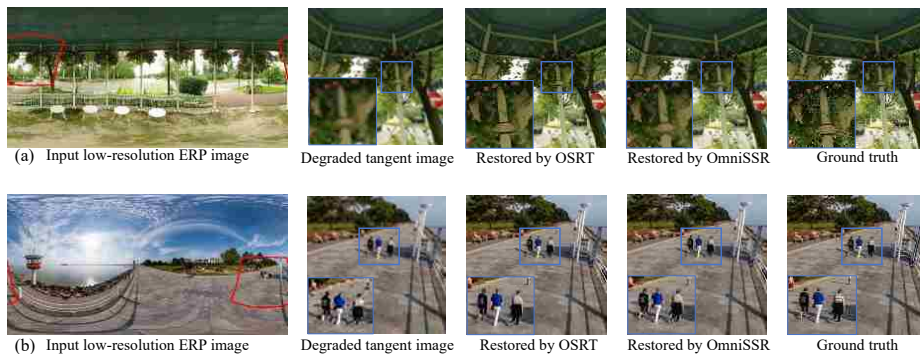 (a) Input low-resolution ERP image Degraded tangent image Restored by OSRT Restored by OmniSSR Ground truth
(b) Input low-resolution ERP image Degraded tangent image Restored by OSRT Restored by OmniSSR Ground truth